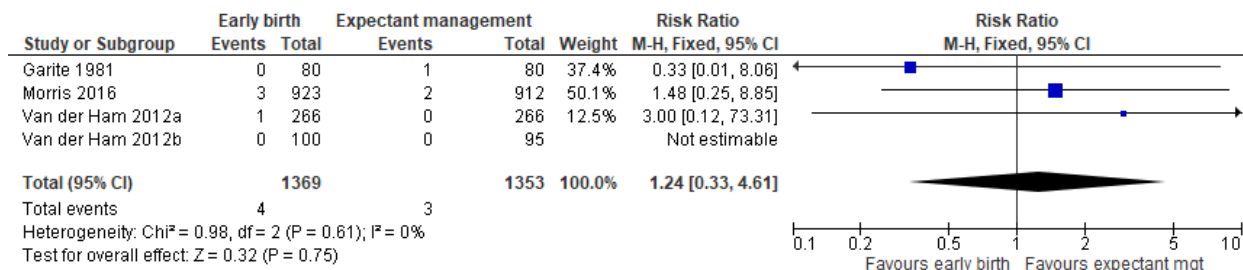 Early birth Expectant management Risk Ratio Risk Ratio
Study or Subgroup Events Total Events Total Weight M-H, Fixed, 95% CI M-H, Fixed, 95% CI
Garite 1981 0 80 1 80 37.4% 0.33 [0.01, 8.06]
Morris 2016 3 923 2 912 50.1% 1.48 [0.25, 8.85]
Van der Ham 2012a 1 266 0 266 12.5% 3.00 [0.12, 73.31]
Van der Ham 2012b 0 100 0 95 Not estimable
Total (95% CI) 1369 1353 100.0% 1.24 [0.33, 4.61]
Total events 4 3
Heterogeneity: Chi² = 0.98, df = 2 (P = 0.61); I² = 0%
Test for overall effect: Z = 0.32 (P = 0.75)
0.1 0.2 0.5 1 2 5 10
Favours early birth Favours expectant mgt